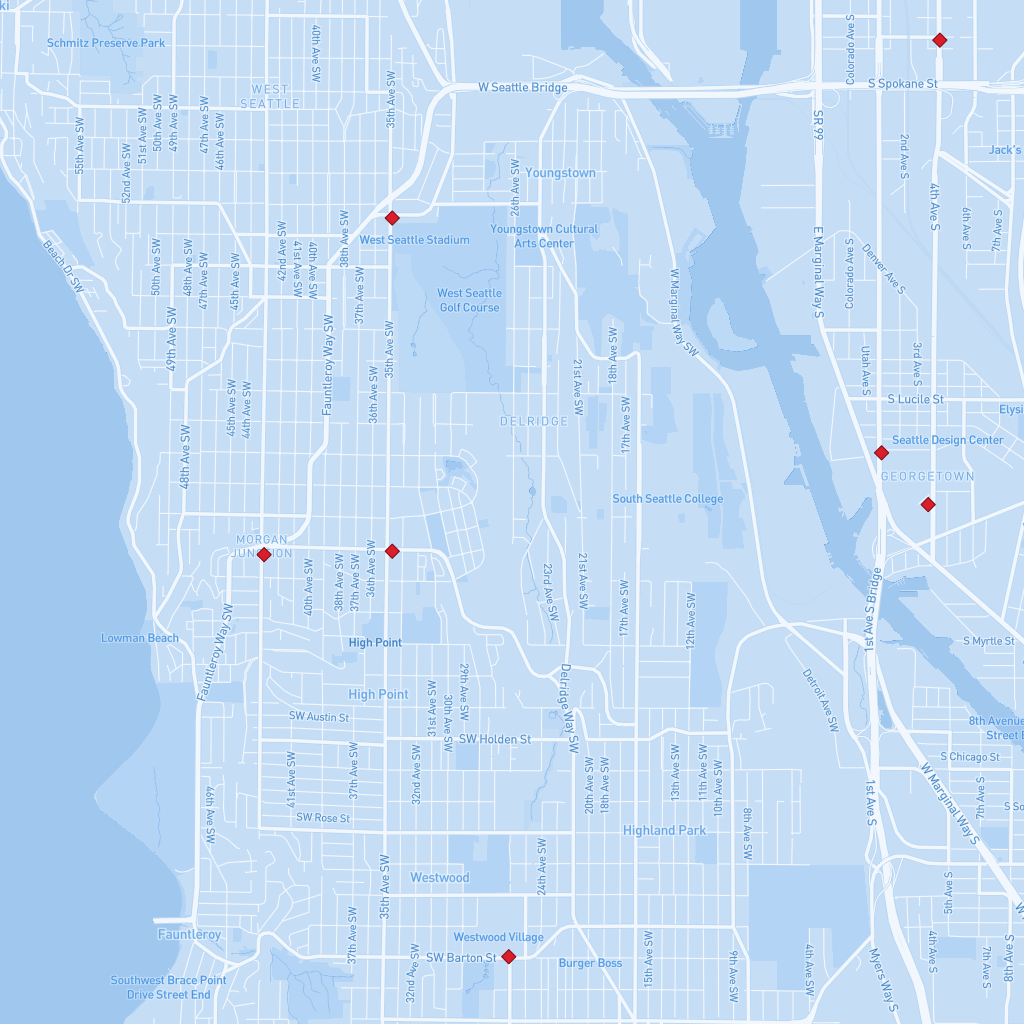 ki
Schmitz Preserve Park
40th Ave SW
Colorado Ave S
WEST
SEATTLE
35th Ave SW
W Seattle Bridge
S Spokane St
SR 99
55th Ave SW
52nd Ave SW
51st Ave SW
50th Ave SW
49th Ave SW
47th Ave SW
46th Ave SW
2nd Ave S
Jack's
Youngstown
26th Ave SW
4th Ave S
6th Ave S
7th Ave S
38th Ave SW
West Seattle Stadium
Youngstown Cultural
Arts Center
Beach Dr SW
50th Ave SW
48th Ave SW
47th Ave SW
45th Ave SW
42nd Ave SW
41st Ave SW
40th Ave SW
37th Ave SW
West Seattle
Golf Course
W Marginal Way SW
E Marginal Way S
Colorado Ave S
Denver Ave S
49th Ave SW
Fauntleroy Way SW
35th Ave SW
18th Ave SW
21st Ave SW
Utah Ave S
3rd Ave S
45th Ave SW
44th Ave SW
36th Ave SW
DELRIDGE
17th Ave SW
S Lucile St
Elysi
48th Ave SW
Seattle Design Center
GEORGETOWN
South Seattle College
MORGAN
JUNCTION
40th Ave SW
38th Ave SW
37th Ave SW
36th Ave SW
23rd Ave SW
21st Ave SW
17th Ave SW
12th Ave SW
1st Ave S Bridge
Lowman Beach
Fauntleroy Way SW
High Point
S Myrtle St
High Point
31st Ave SW
30th Ave SW
29th Ave SW
Delridge Way SW
Detroit Ave SW
SW Austin St
SW Holden St
8th Avenue
Street E
41st Ave SW
37th Ave SW
32nd Ave SW
20th Ave SW
18th Ave SW
13th Ave SW
11th Ave SW
10th Ave SW
S Chicago St
46th Ave SW
SW Rose St
8th Ave SW
1st Ave S
W Marginal Way S
7th Ave S
S So
Highland Park
35th Ave SW
Westwood
24th Ave SW
5th Ave S
W
Fauntleroy
37th Ave SW
32nd Ave SW
Westwood Village
SW Barton St
Burger Boss
15th Ave SW
9th Ave SW
4th Ave S
Myers Way S
4th Ave S
7th Ave S
8th Ave S
Southwest Brace Point
Drive Street End